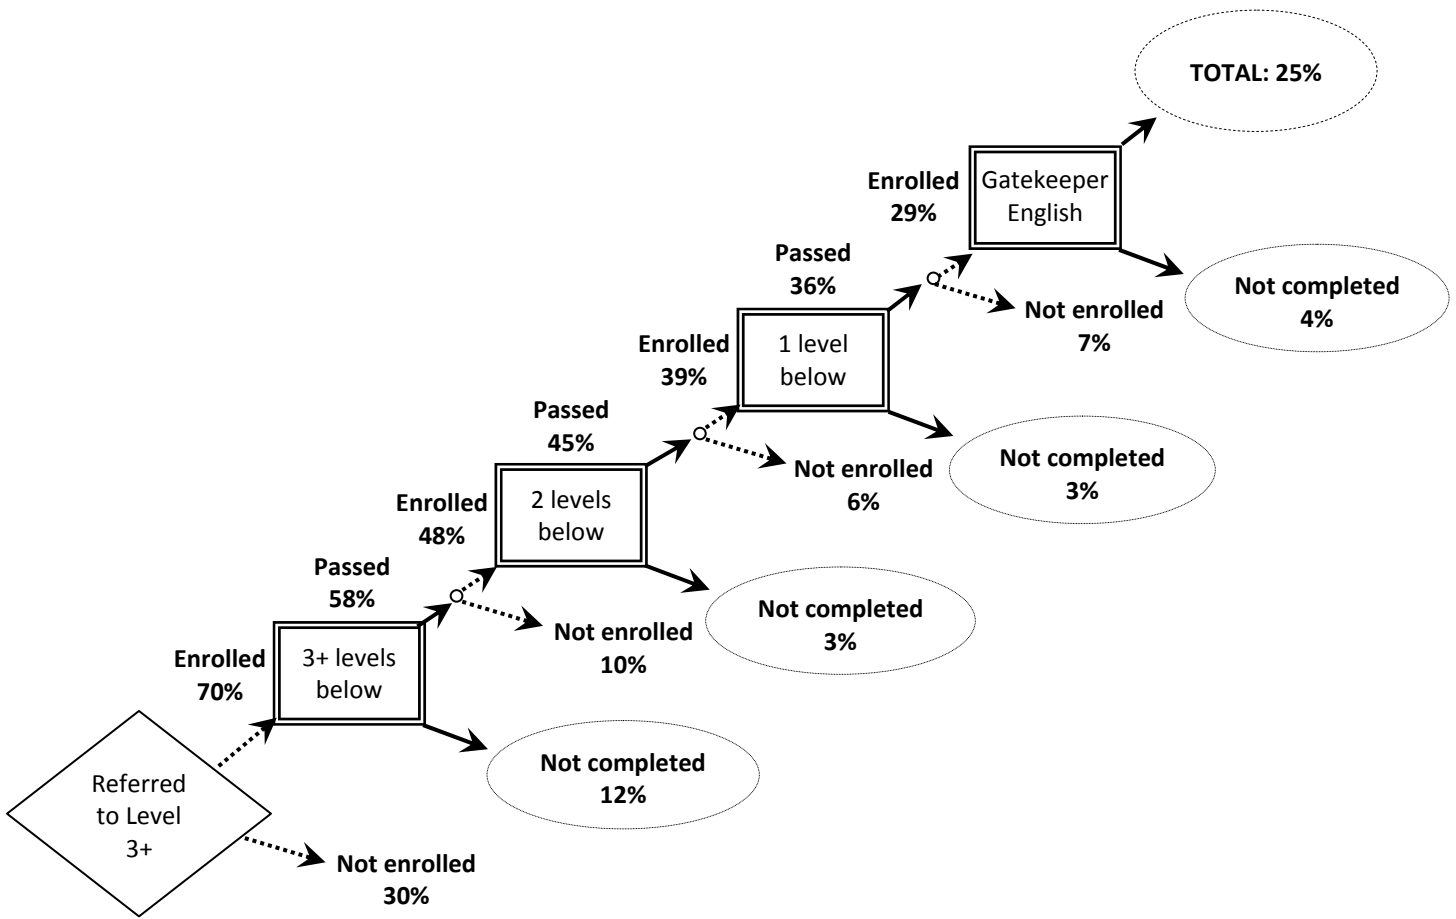 TOTAL: 25%
Enrolled
29%
Gatekeeper
English
Passed
36%
Not enrolled
7%
Not completed
4%
Enrolled
39%
1 level
below
Passed
45%
Not enrolled
6%
Not completed
3%
Enrolled
48%
2 levels
below
Passed
58%
Not enrolled
10%
Not completed
3%
Enrolled
70%
3+ levels
below
Not completed
12%
Referred
to Level
3+
Not enrolled
30%